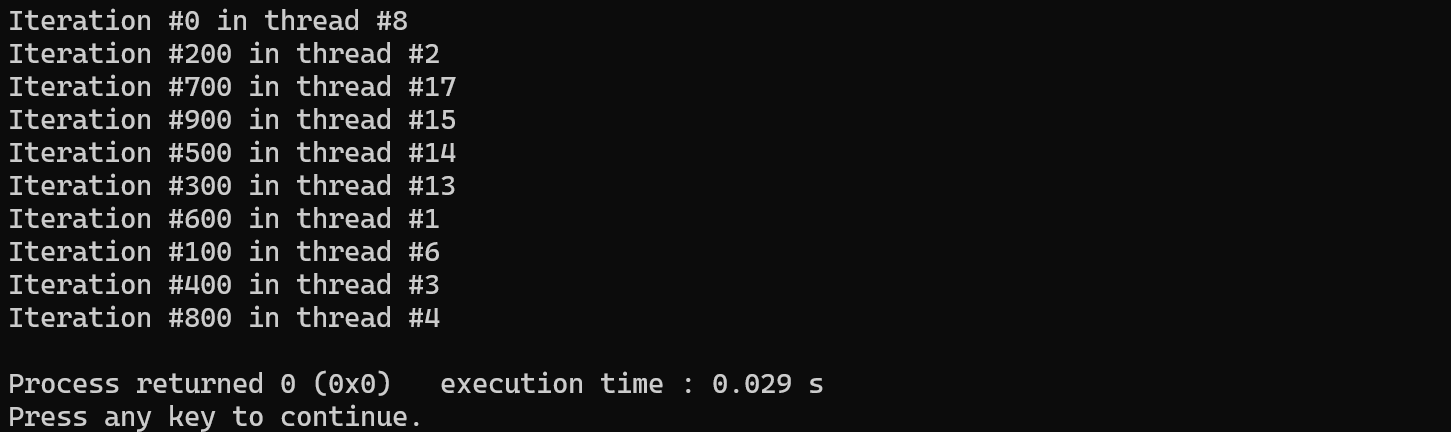 Iteration #0 in thread #8
Iteration #200 in thread #2
Iteration #700 in thread #17
Iteration #900 in thread #15
Iteration #500 in thread #14
Iteration #300 in thread #13
Iteration #600 in thread #1
Iteration #100 in thread #6
Iteration #400 in thread #3
Iteration #800 in thread #4
Process returned 0 (0x0)   execution time : 0.029 s
Press any key to continue.